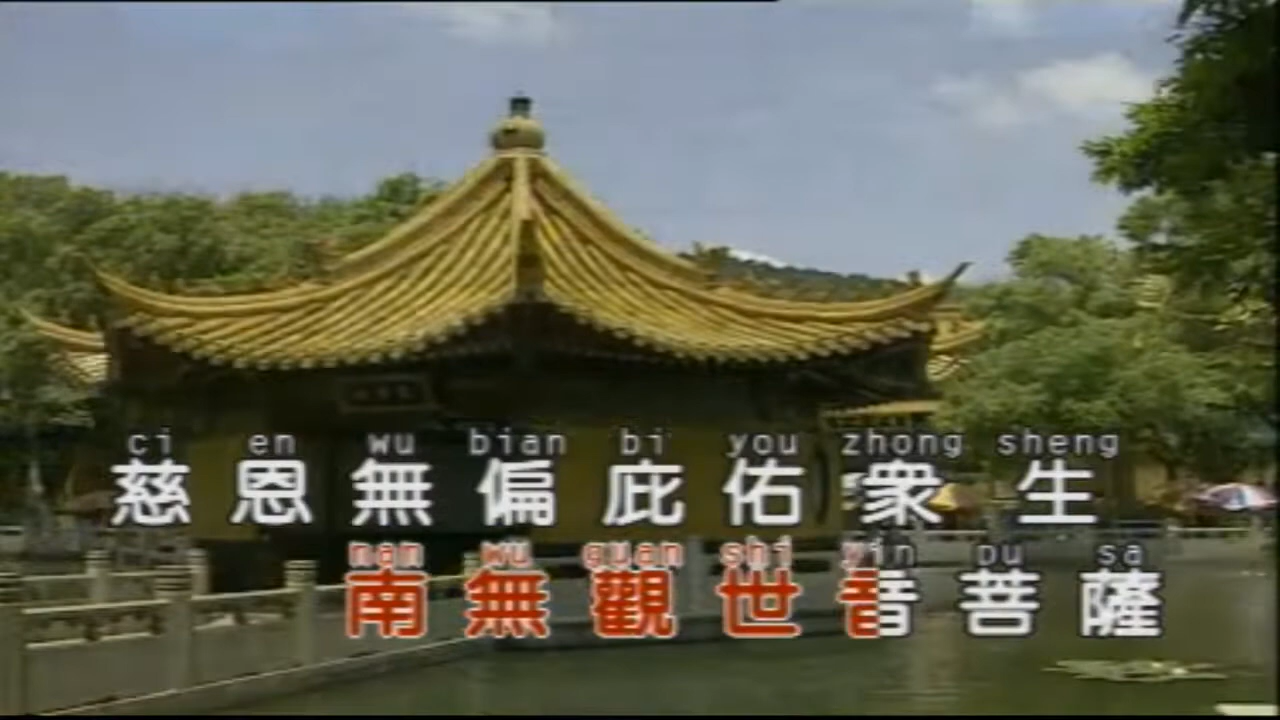 ci en wu bian bi you zhong sheng
慈恩無偏庇佑衆生
nan wu guan shi yin pu sa
南無觀世音菩薩